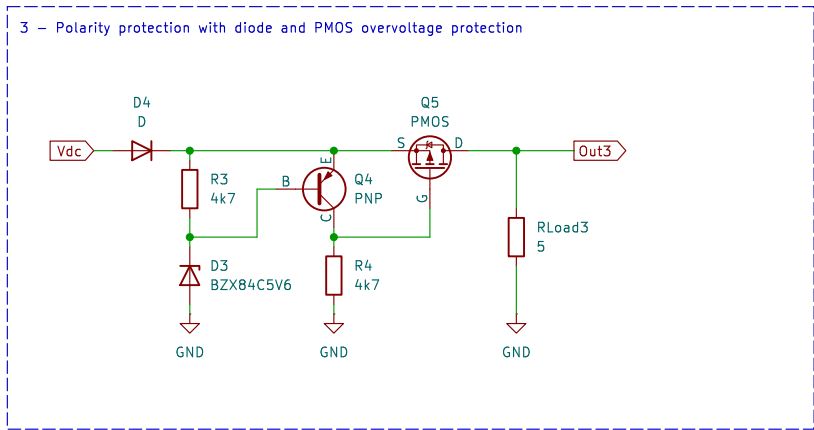 3 - Polarity protection with diode and PMOS overvoltage protection
D4
D
Q5
PMOS
Vdc
S
D
Out3
E
R3
4k7
B
Q4
PNP
G
C
RLoad3
5
D3
BZX84C5V6
R4
4k7
GND
GND
GND